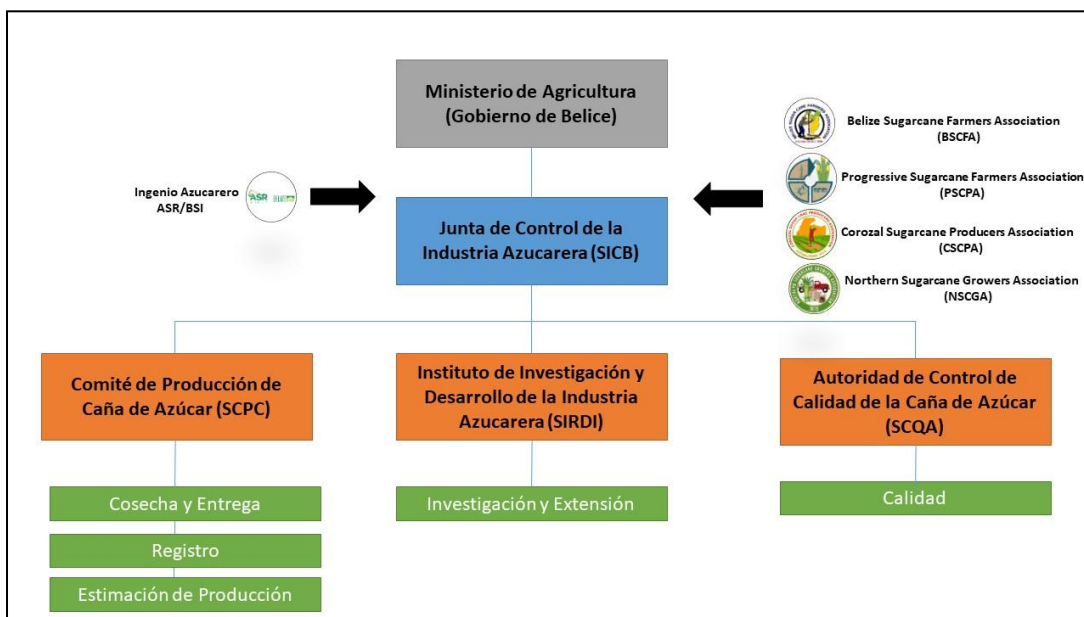 Ministerio de Agricultura
(Gobierno de Belice)
Belize Sugarcane Farmers Association
(BSCFA)
Ingenio Azucarero
ASR/BSI
ASR
Progressive Sugarcane Farmers Association
(PSCPA)
Junta de Control de la
Industria Azucarera (SICB)
Corozal Sugarcane Producers Association
(CSCPA)
Northern Sugarcane Growers Association
(NSCGA)
Comité de Producción de
Caña de Azúcar (SCPC)
Instituto de Investigación y
Desarrollo de la Industria
Azucarera (SIRDI)
Autoridad de Control de
Calidad de la Caña de Azúcar
(SCQA)
Cosecha y Entrega
Registro
Estimación de Producción
Investigación y Extensión
Calidad